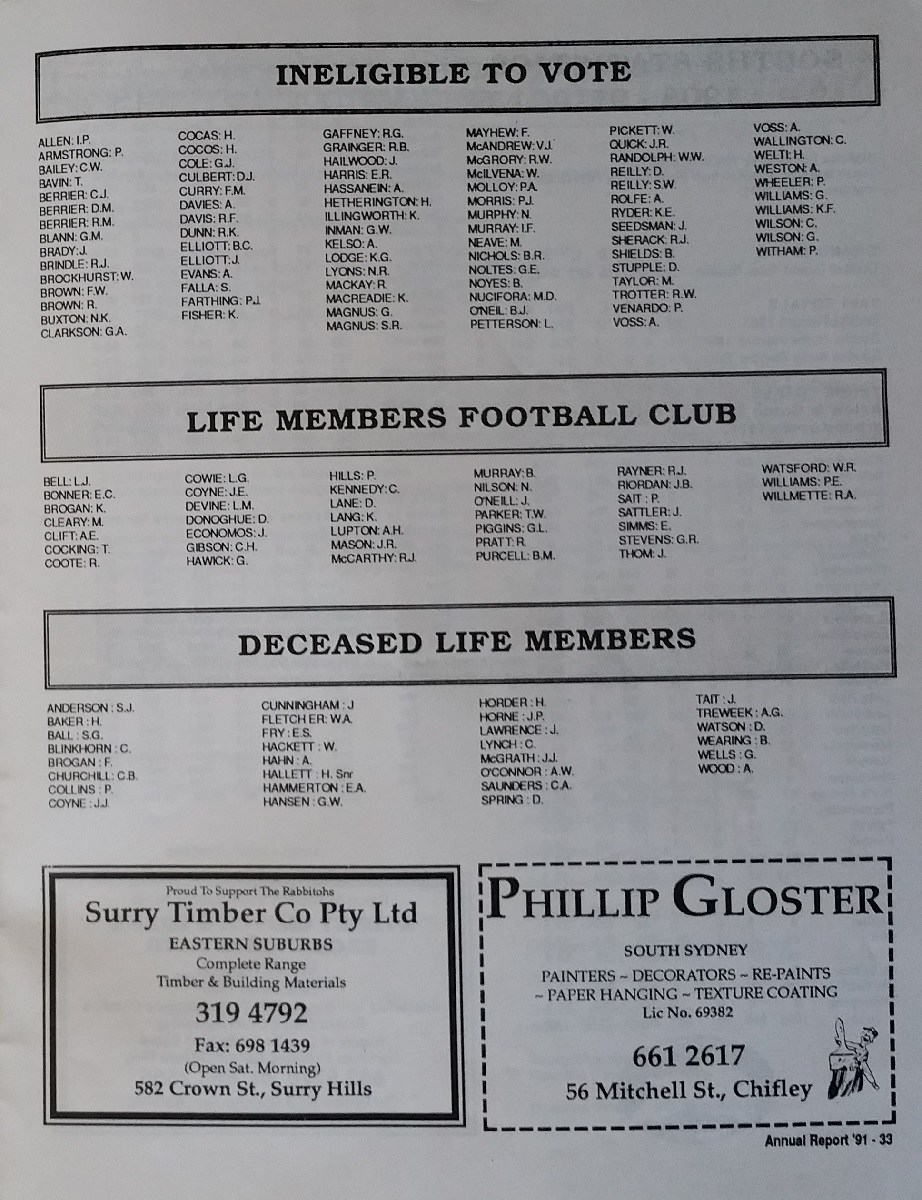 INELIGIBLE TO VOTE
ALLEN: I.P.
ARMSTRONG: P.
BAILEY: C.W.
BAVIN: T.
BERRIER: C.J.
BERRIER: D.M.
BERRIER: R.M.
BLANN: G.M.
BRADY: J.
BRINDLE: R.J.
BROCKHURST: W.
BROWN: F.W.
BROWN: R.
BUXTON: N.K.
CLARKSON: G.A.
COCAS: H.
COCOS: H.
COLE: G.J.
CULBERT: D.J.
CURRY: F.M.
DAVIES: A.
DAVIS: R.F.
DUNN: R.K.
ELLIOTT: B.C.
ELLIOTT: J.
EVANS: A.
FALLA: S.
FARTHING: P.J.
FISHER: K.
GAFFNEY: R.G.
GRAINGER: R.B.
HAILWOOD: J.
HARRIS: E.R.
HASSANEIN: A.
HETHERINGTON: H.
ILLINGWORTH: K.
INMAN: G.W.
KELSO: A.
LODGE: K.G.
LYONS: N.R.
MACKAY: R.
MACREADIE: K.
MAGNUS: G.
MAGNUS: S.R.
MAYHEW: F.
McANDREW: V.J.
McGRORY: R.W.
McILVENA: W.
MOLLOY: P.A.
MORRIS: P.J.
MURPHY: N.
MURRAY: I.F.
NEAVE: M.
NICHOLS: B.R.
NOLTES: G.E.
NOYES: B.
NUCIFORA: M.D.
O'NEIL: B.J.
PETTERSON: L.
PICKETT: W.
QUICK: J.R.
RANDOLPH: W.W.
REILLY: D.
REILLY: S.W.
ROLFE: A.
RYDER: K.E.
SEEDSMAN: J.
SHERACK: R.J.
SHIELDS: B.
STUPPLE: D.
TAYLOR: M.
TROTTER: R.W.
VENARDO: P.
VOSS: A.
VOSS: A.
WALLINGTON: C.
WELTI: H.
WESTON: A.
WHEELER: P.
WILLIAMS: G.
WILLIAMS: K.F.
WILSON: C.
WILSON: G.
WITHAM: P.
LIFE MEMBERS FOOTBALL CLUB
BELL: L.J.
BONNER: E.C.
BROGAN: K.
CLEARY: M.
CLIFT: A.E.
COCKING: T.
COOTE: R.
COWIE: L.G.
COYNE: J.E.
DEVINE: L.M.
DONOGHUE: D.
ECONOMOS: J.
GIBSON: C.H.
HAWICK: G.
HILLS: P.
KENNEDY: C.
LANE: D.
LANG: K.
LUPTON: A.H.
MASON: J.R.
McCARTHY: R.J.
MURRAY: B.
NILSON: N.
O'NEILL: J.
PARKER: T.W.
PIGGINS: G.L.
PRATT: R.
PURCELL: B.M.
RAYNER: R.J.
RIORDAN: J.B.
SAIT : P.
SATTLER: J.
SIMMS: E.
STEVENS: G.R.
THOM: J.
WATSFORD: W.R.
WILLIAMS: P.E.
WILLMETTE: R.A.
DECEASED LIFE MEMBERS
ANDERSON : S.J.
BAKER : H.
BALL : S.G.
BLINKHORN : C.
BROGAN : F.
CHURCHILL : C.B.
COLLINS : P.
COYNE : J.J.
CUNNINGHAM : J
FLETCH ER: W.A.
FRY : E.S.
HACKETT : W.
HAHN : A.
HALLETT : H. Snr
HAMMERTON : E.A.
HANSEN : G.W.
HORDER : H.
HORNE : J.P.
LAWRENCE : J.
LYNCH : C.
McGRATH : J.J.
O'CONNOR : A.W.
SAUNDERS : C.A.
SPRING : D.
TAIT : J.
TREWEEK : A.G.
WATSON : D.
WEARING : B.
WELLS : G.
WOOD : A.
Proud To Support The Rabbitohs
Surry Timber Co Pty Ltd
EASTERN SUBURBS
Complete Range
Timber & Building Materials
319 4792
Fax: 698 1439
(Open Sat. Morning)
582 Crown St., Surry Hills
PHILLIP GLOSTER
SOUTH SYDNEY
PAINTERS ~ DECORATORS ~ RE-PAINTS
~ PAPER HANGING ~ TEXTURE COATING
Lic No. 69382
661 2617
56 Mitchell St., Chifley
Annual Report '91 - 33